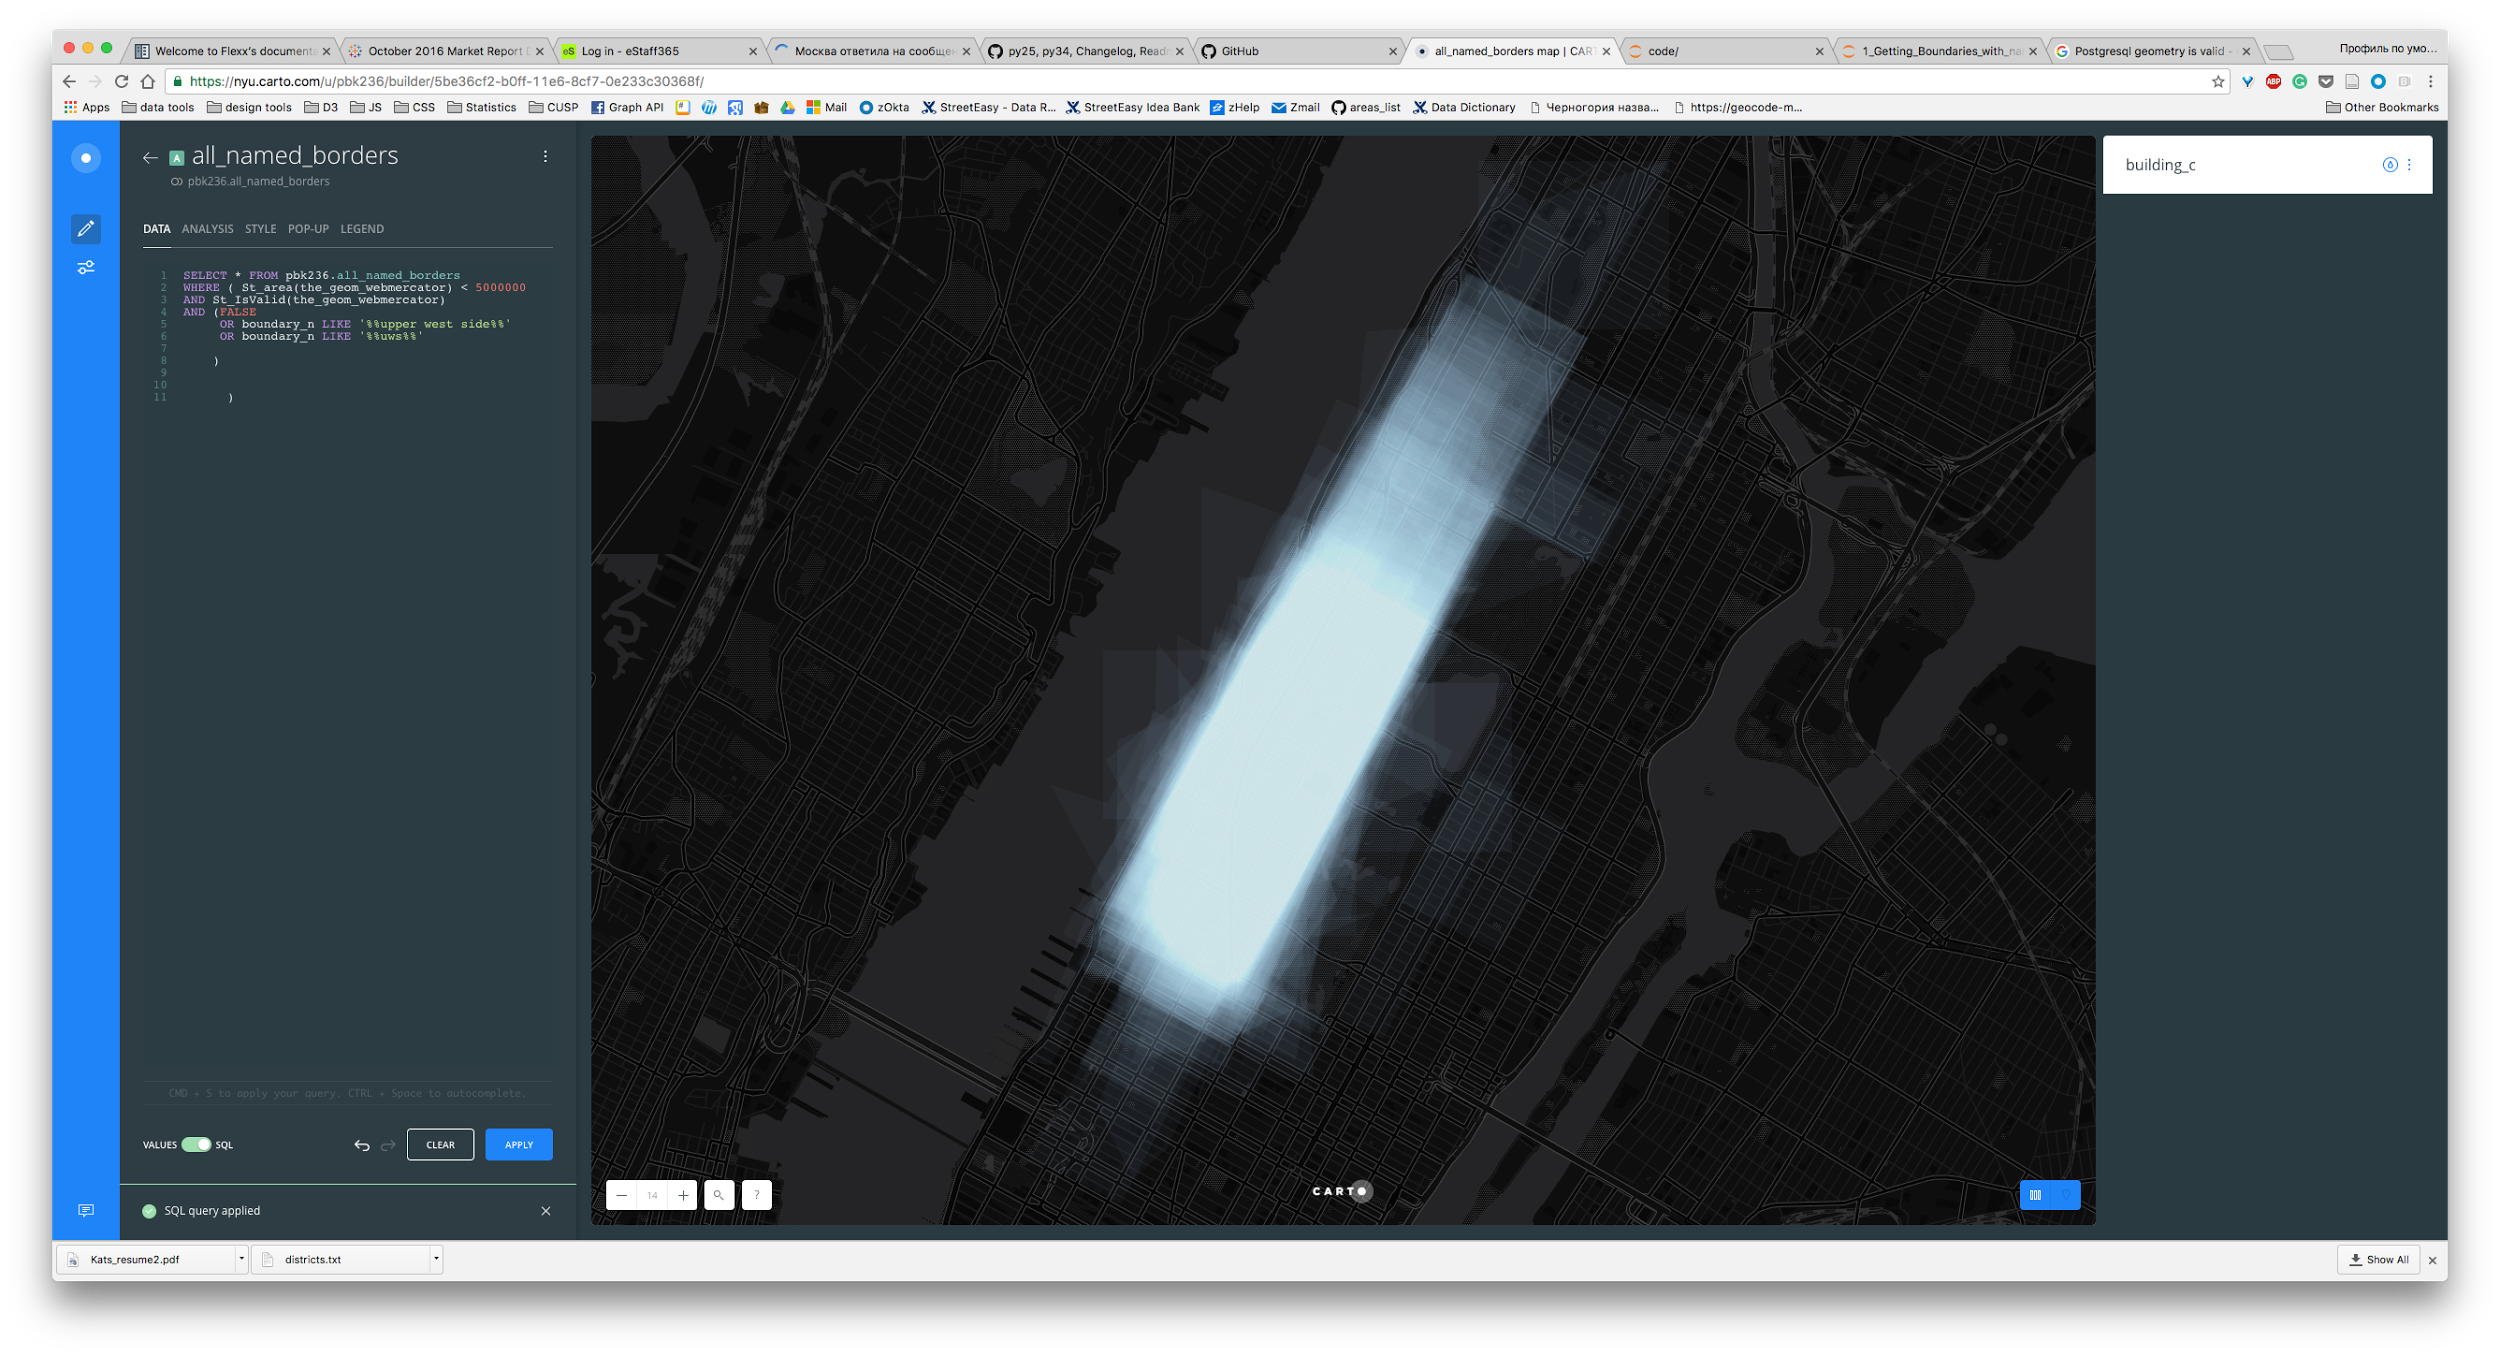 Welcome to Flexx's documenta
October 2016 Market Report D
eS Log in - eStaff365
Москва ответила на сообщен
py25, py34, Changelog, Readm
GitHub
all_named_borders map | CAR
code/
1_Getting_Boundaries_with_na
Postgresql geometry is valid -
Профиль по умо...
https://nyu.carto.com/u/pbk236/builder/5be36cf2-b0ff-11e6-8cf7-0e233c30368f/
ABP
Apps data tools design tools D3 JS CSS Statistics CUSP Graph API Mail zOkta StreetEasy - Data R... StreetEasy Idea Bank zHelp Zmail areas_list Data Dictionary Черногория назва... https://geocode-m... Other Bookmarks
A all_named_borders
pbk236.all_named_borders
DATA ANALYSIS STYLE POP-UP LEGEND
1 SELECT * FROM pbk236.all_named_borders
2 WHERE ( St_area(the_geom_webmercator) < 5000000
3 AND St_IsValid(the_geom_webmercator)
4 AND (FALSE
5 OR boundary_n LIKE '%%upper west side%%'
6 OR boundary_n LIKE '%%uws%%'
7
8 )
9
10
11 )
CMD + S to apply your query. CTRL + Space to autocomplete.
VALUES SQL CLEAR APPLY
SQL query applied
building_c
14
?
CARTO
Kats_resume2.pdf
districts.txt
Show All